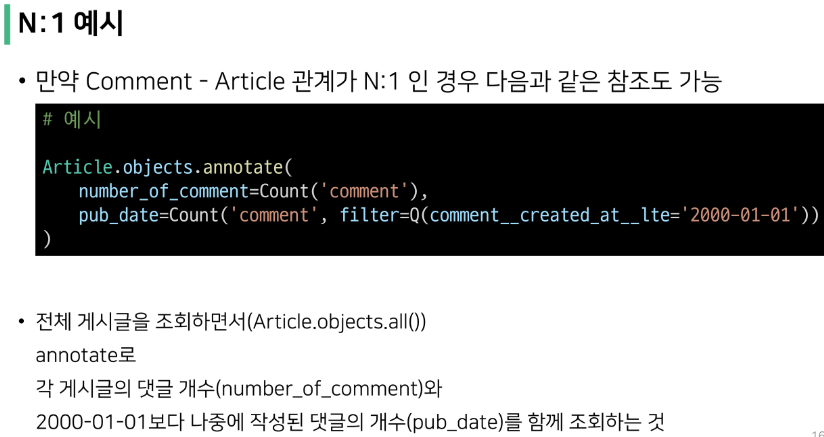 N:1 예시
• 만약 Comment - Article 관계가 N:1 인 경우 다음과 같은 참조도 가능
# 예시
Article.objects.annotate(
    number_of_comment=Count('comment'),
    pub_date=Count('comment', filter=Q(comment__created_at__lte='2000-01-01'))
)
• 전체 게시글을 조회하면서(Article.objects.all())
annotate로
각 게시글의 댓글 개수(number_of_comment)와
2000-01-01보다 나중에 작성된 댓글의 개수(pub_date)를 함께 조회하는 것
16